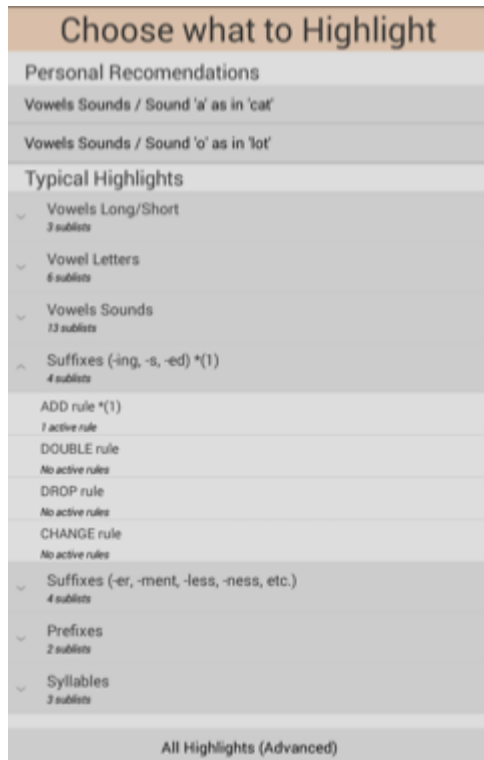 Choose what to Highlight
Personal Recomendations
Vowels Sounds / Sound 'a' as in 'cat'
Vowels Sounds / Sound 'o' as in 'lot'
Typical Highlights
Vowels Long/Short
3 sublists
Vowel Letters
6 sublists
Vowels Sounds
13 sublists
Suffixes (-ing, -s, -ed) *(1)
4 sublists
ADD rule *(1)
1 active rule
DOUBLE rule
No active rules
DROP rule
No active rules
CHANGE rule
No active rules
Suffixes (-er, -ment, -less, -ness, etc.)
4 sublists
Prefixes
2 sublists
Syllables
3 sublists
All Highlights (Advanced)